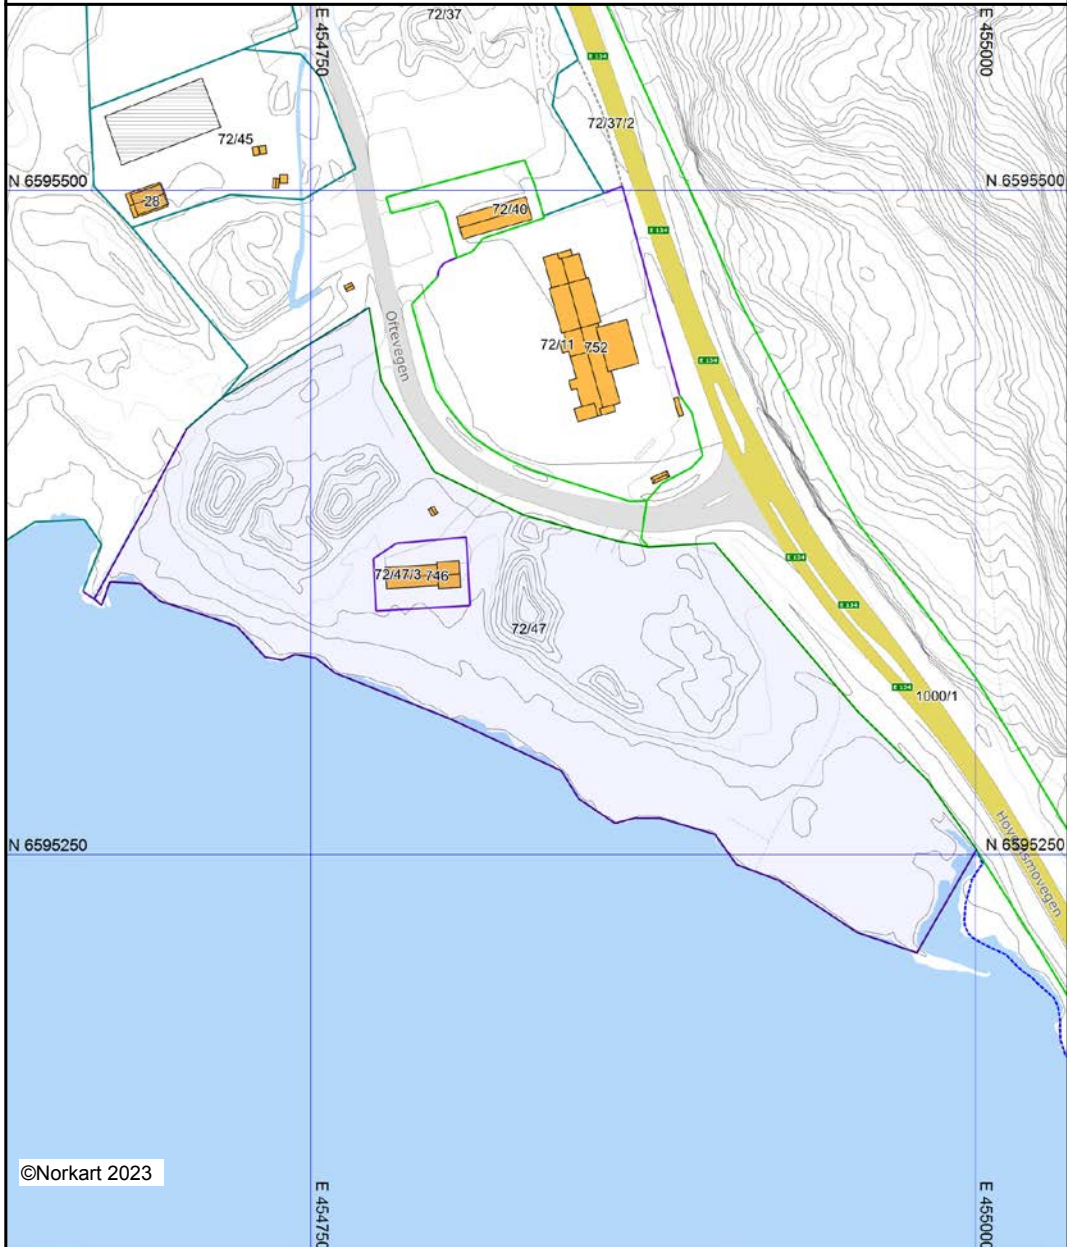 E 454750
72/37
E 455000
E 134
72/37/2
72/45
N 6595500
N 6595500
28
72/40
E 134
Oftevegen
72/11
752
E 134
E 134
72/47/3
746
E 134
72/47
E 134
1000/1
N 6595250
N 6595250
©Norkart 2023
E 454750
E 455000